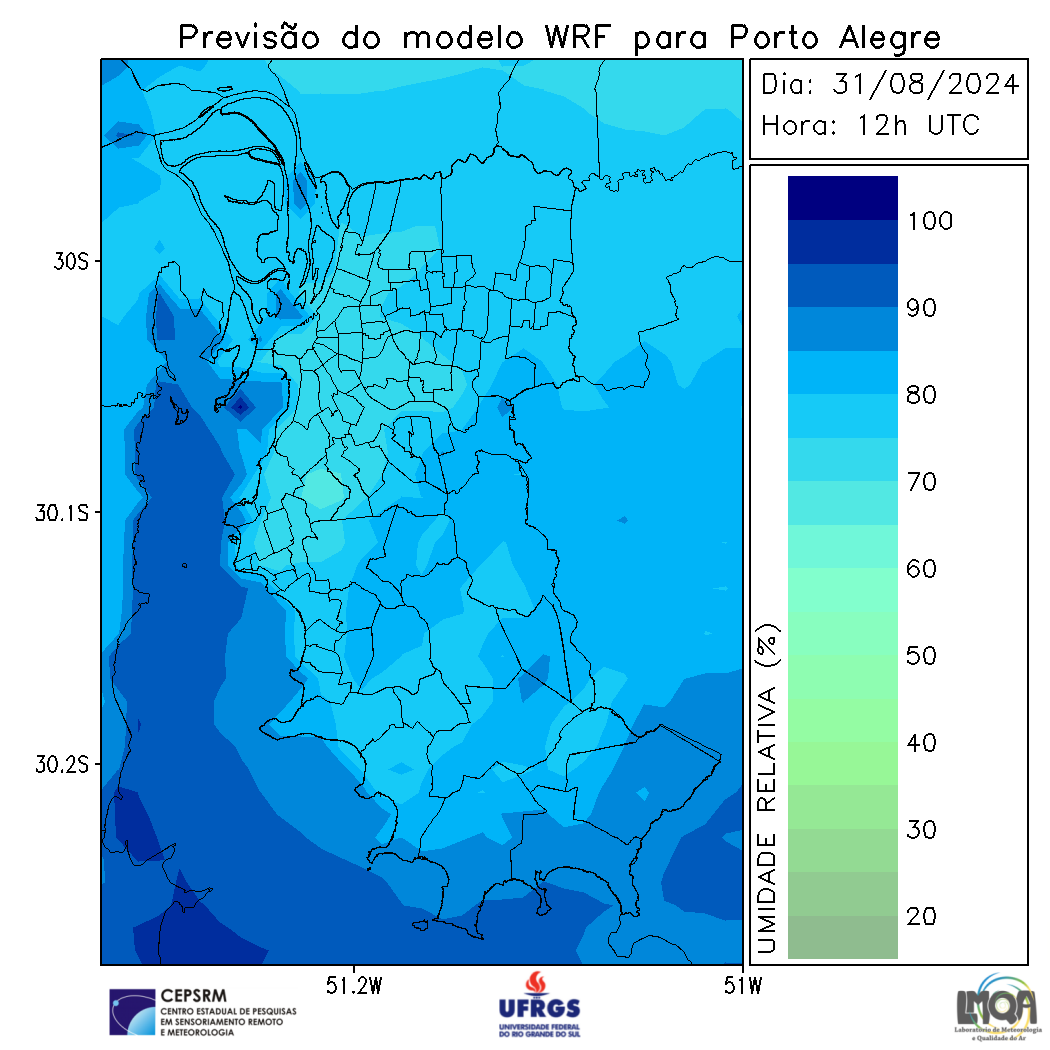 Previsão do modelo WRF para Porto Alegre
Dia: 31/08/2024
Hora: 12h UTC
30S
30.1S
30.2S
51.2W
51W
100
90
80
70
60
50
40
30
20
UMIDADE RELATIVA (%)
CEPSRM
CENTRO ESTADUAL DE PESQUISAS
EM SENSORIAMENTO REMOTO
E METEOROLOGIA
UFRGS
UNIVERSIDADE FEDERAL
DO RIO GRANDE DO SUL
LMQA
Laboratório de Meteorologia
e Qualidade do Ar